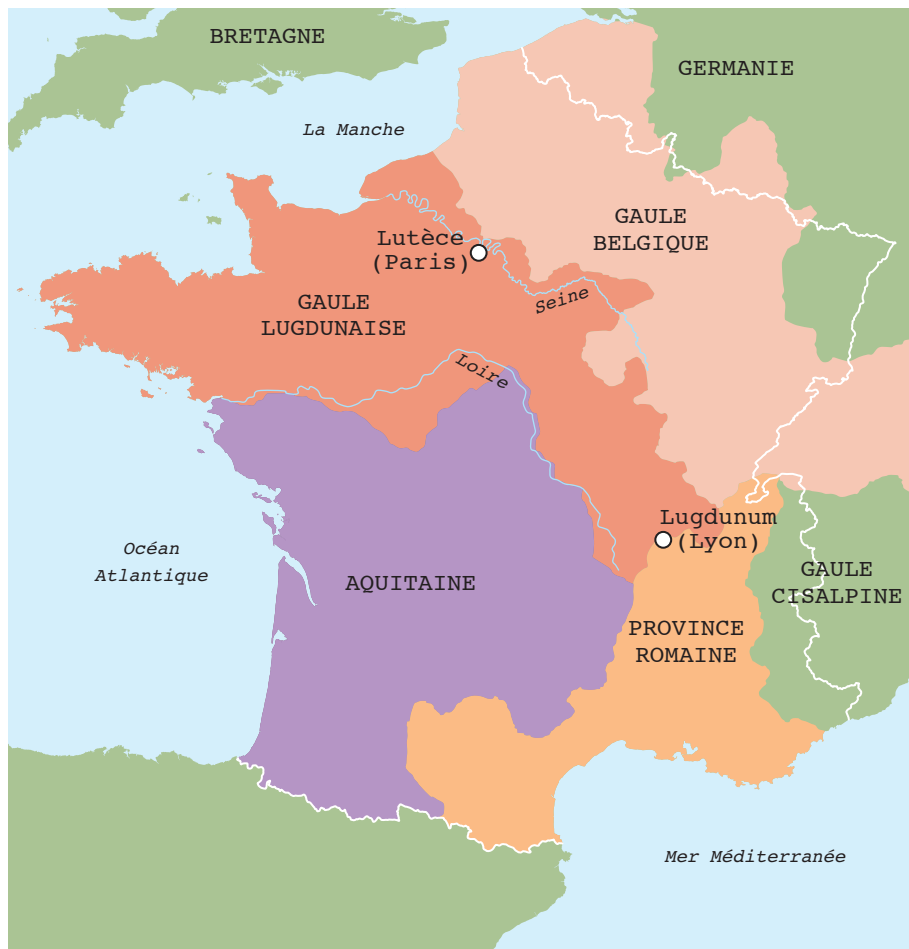 BRETAGNE
GERMANIE
La Manche
GAULE
BELGIQUE
Lutèce
(Paris)
Seine
GAULE
LUGDUNAISE
Loire
Lugdunum
(Lyon)
Océan
Atlantique
AQUITAINE
GAULE
CISALPINE
PROVINCE
ROMAINE
Mer Méditerranée